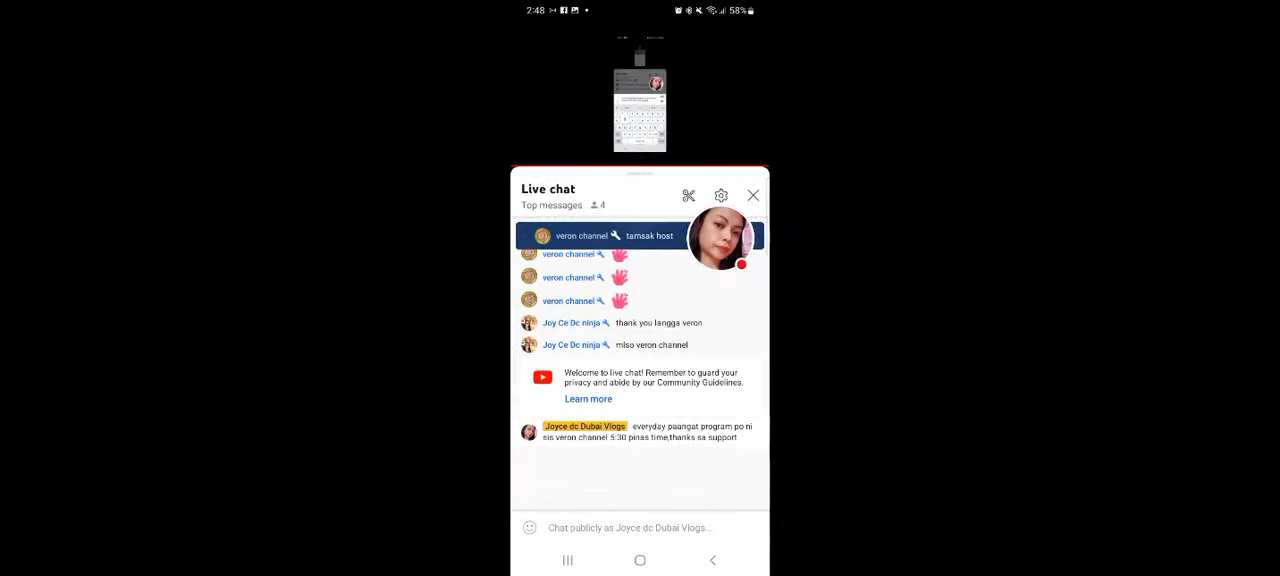 2:48 58%
Live chat
Top messages 4
veron channel tamsak host
veron channel
veron channel
veron channel
Joy Ce Dc ninja thank you langga veron
Joy Ce Dc ninja mlso veron channel
Welcome to live chat! Remember to guard your
privacy and abide by our Community Guidelines.
Learn more
Joyce dc Dubai Vlogs everyday paangat program po ni
sis veron channel 5:30 pinas time,thanks sa support
Chat publicly as Joyce dc Dubai Vlogs...